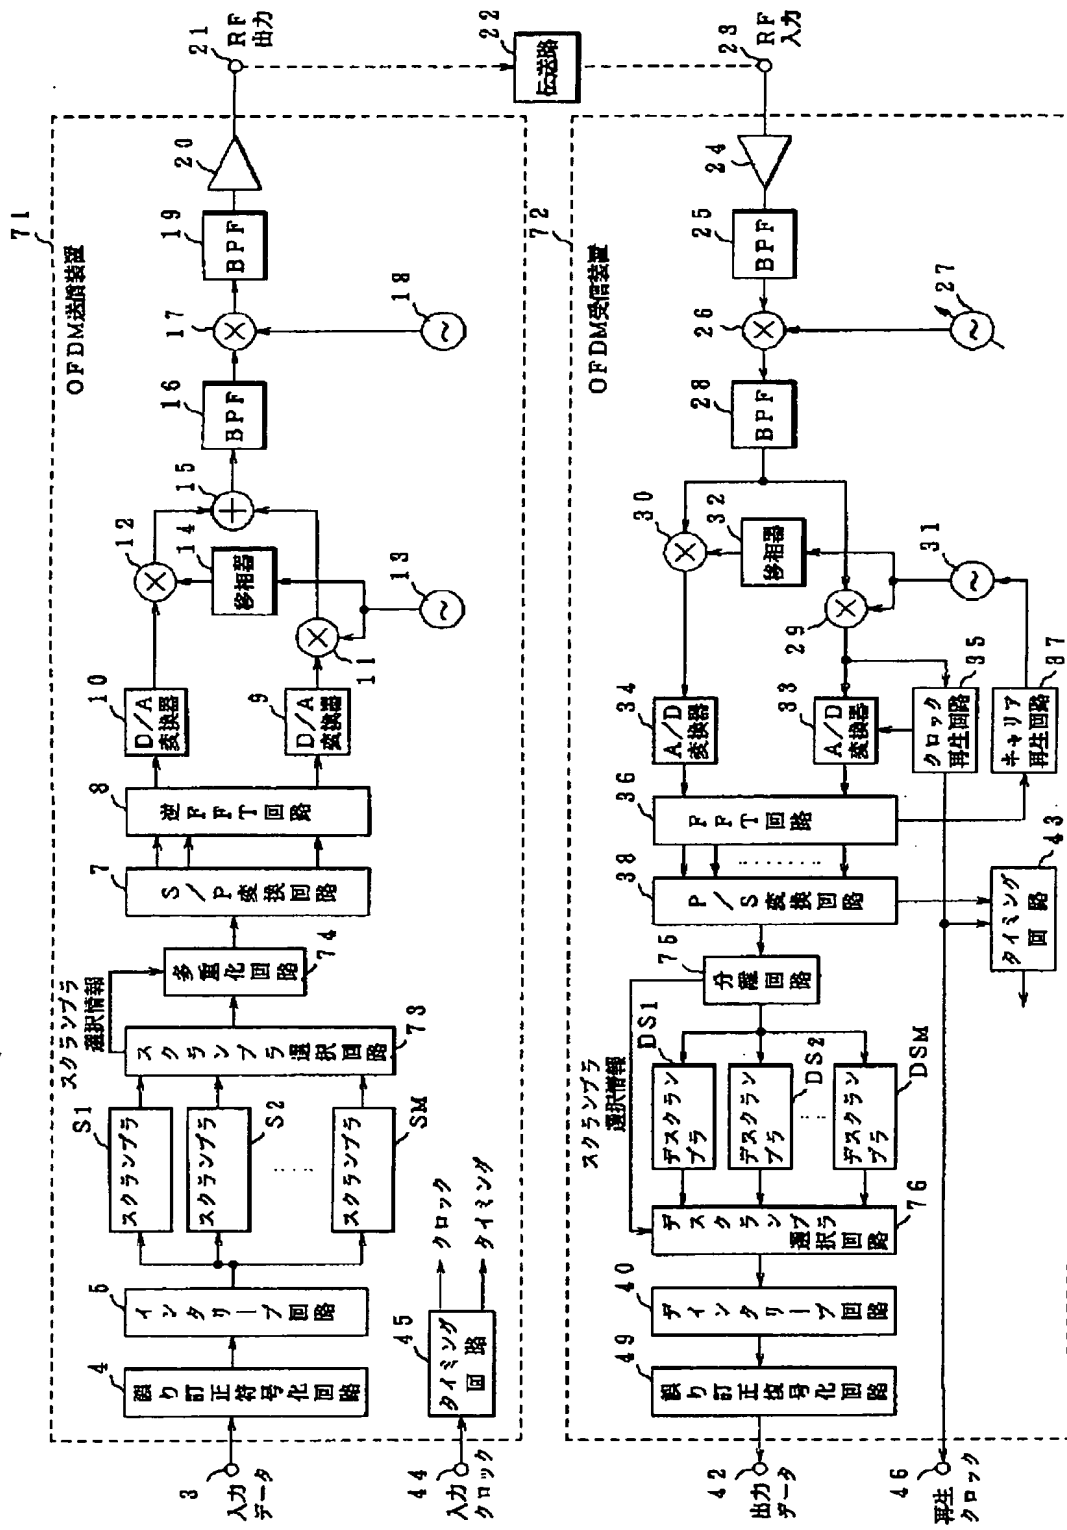 71
OFDM送信装置
3
入力
データ
4
誤り訂正符号化回路
5
インタリーブ回路
S1
スクランブラ
S2
スクランブラ
SM
スクランブラ
スクランブラ
選択情報
73
スクランブラ選択回路
74
多重化回路
7
S/P変換回路
8
逆FFT回路
10
D/A
変換器
9
D/A
変換器
12
11
14
移相器
13
15
16
BPF
17
18
19
BPF
20
21
RF
出力
44
入力
クロック
45
タイミング
回路
クロック
タイミング
22
伝送路
72
OFDM受信装置
23
RF
入力
24
25
BPF
26
27
28
BPF
30
32
移相器
29
31
34
A/D
変換器
33
A/D
変換器
35
クロック
再生回路
37
キャリア
再生回路
36
FFT回路
38
P/S変換回路
43
タイミング
回路
75
分離回路
スクランブラ
選択情報
DS1
デスクラン
ブラ
DS2
デスクラン
ブラ
DSM
デスクラン
ブラ
76
デスクランブラ
選択回路
40
デインタリーブ回路
49
誤り訂正復号化回路
42
出力
データ
46
再生
クロック